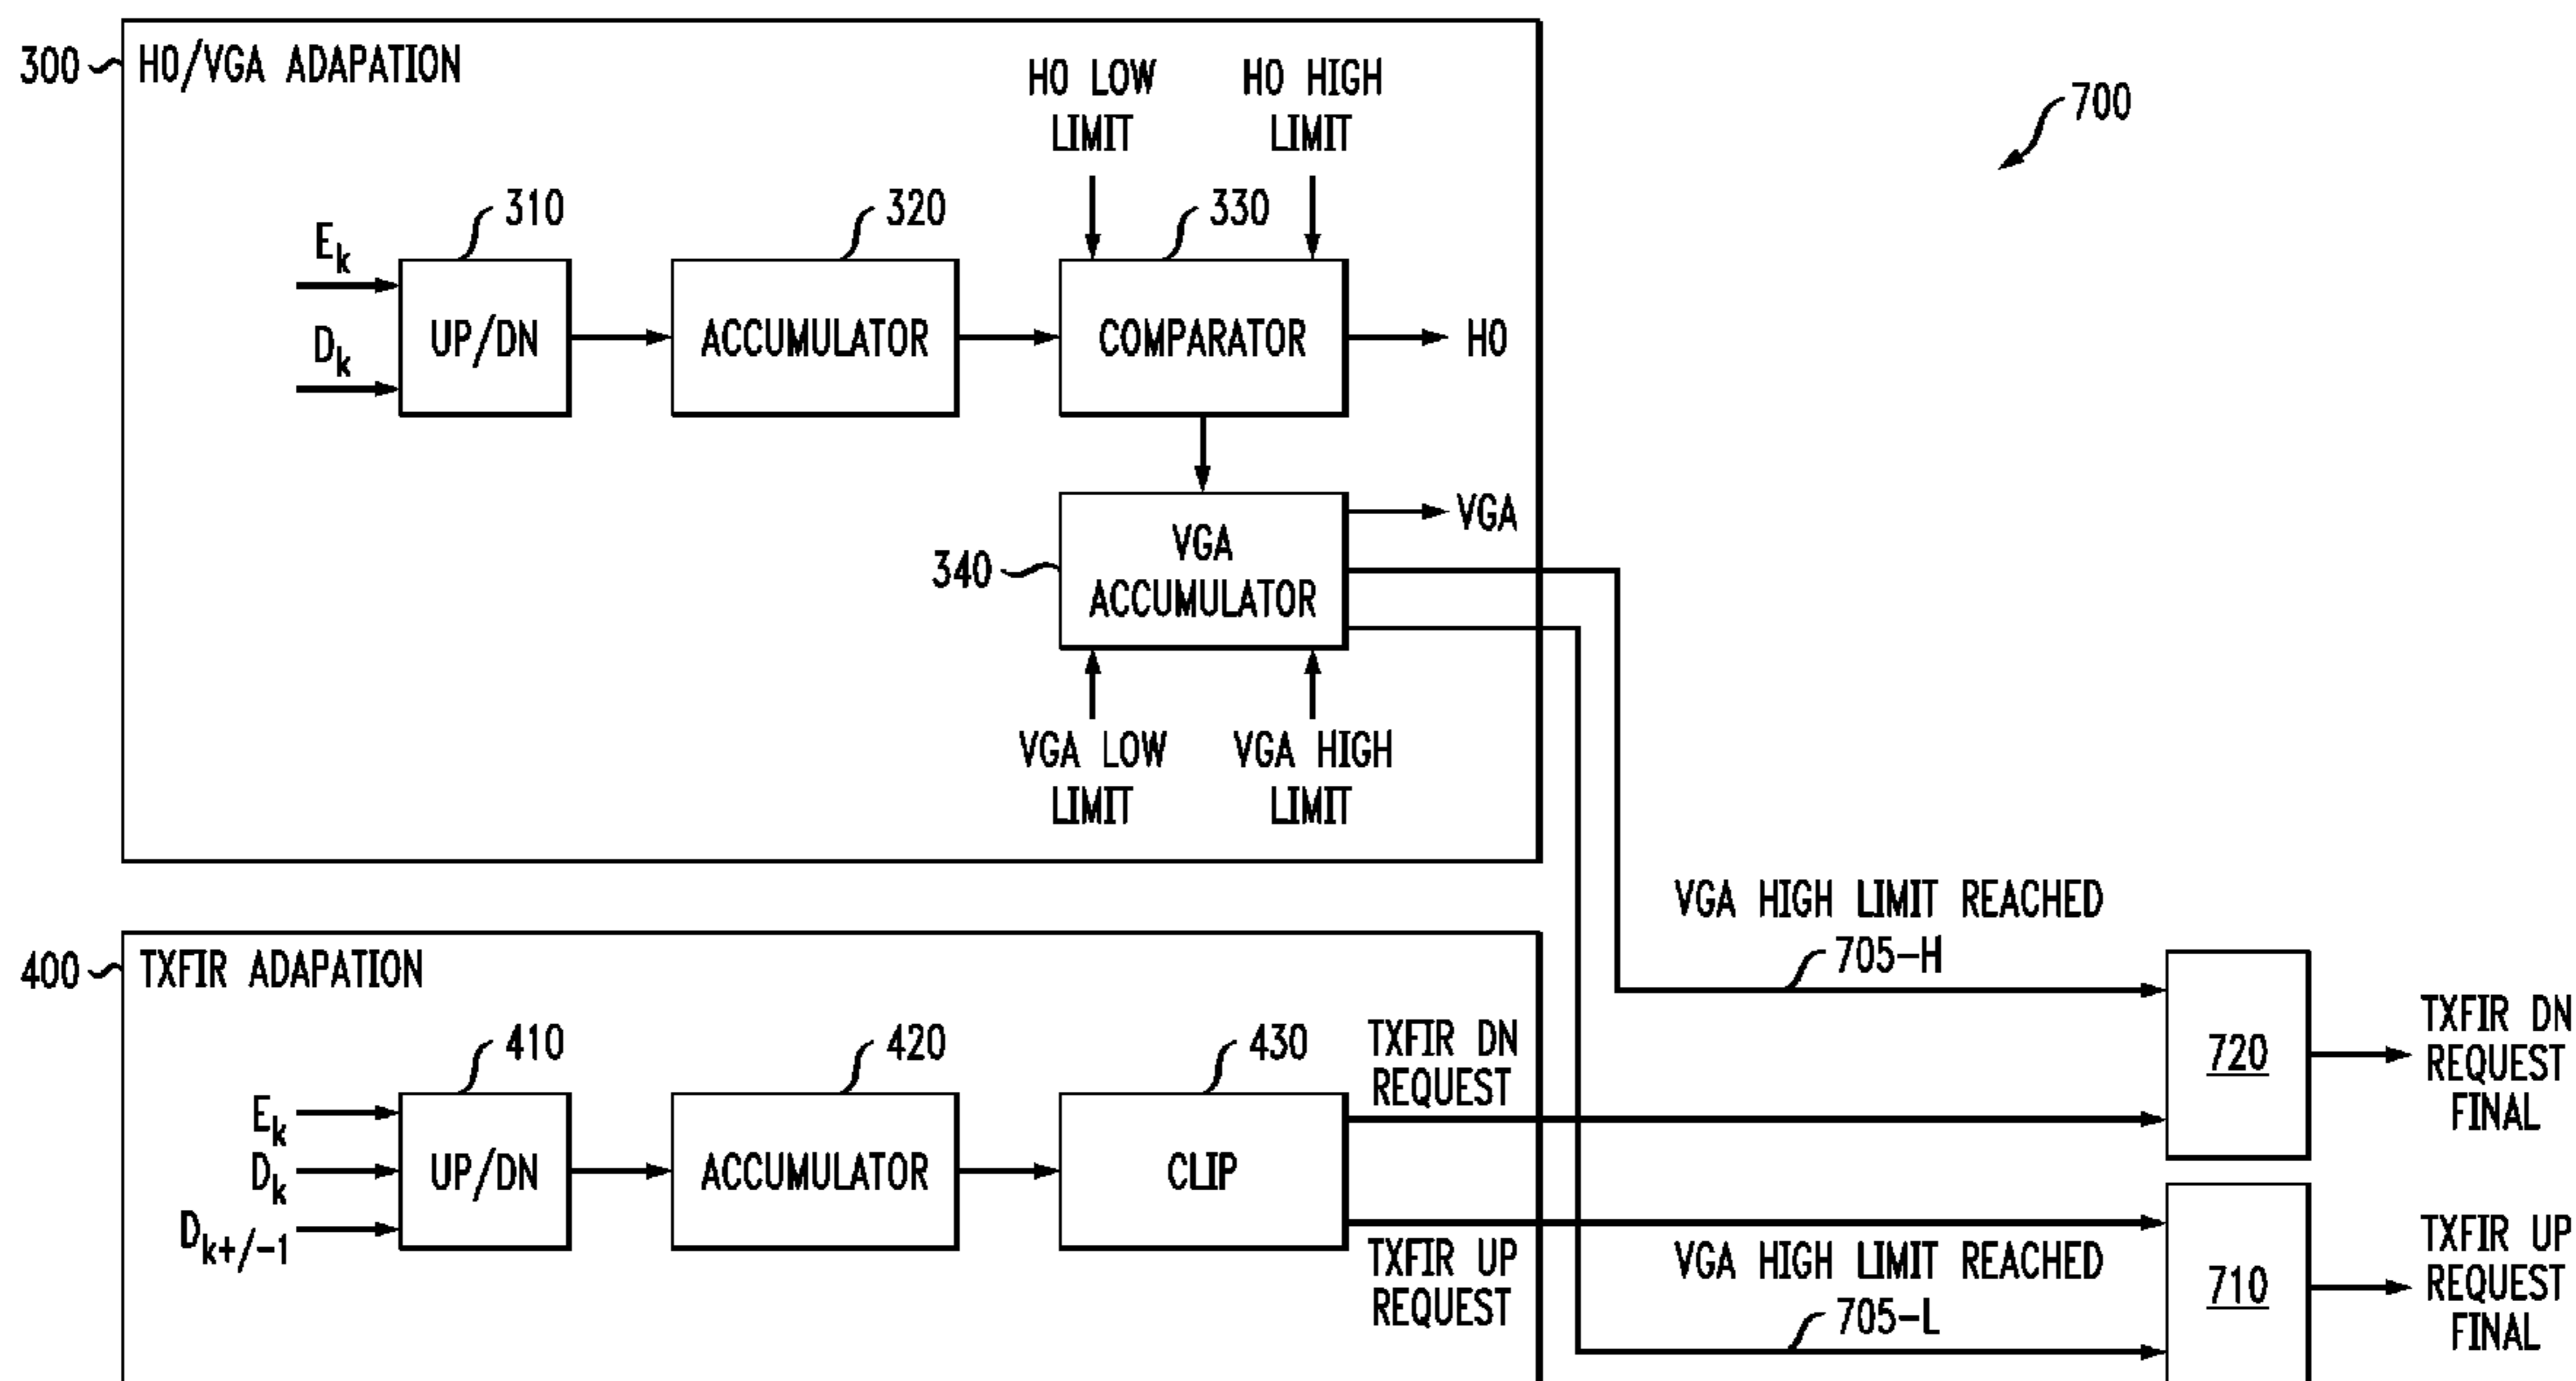 300
H0/VGA ADAPATION
H0 LOW
LIMIT
H0 HIGH
LIMIT
700
310
320
330
Ek
Dk
UP/DN
ACCUMULATOR
COMPARATOR
H0
340
VGA
ACCUMULATOR
VGA
VGA LOW
LIMIT
VGA HIGH
LIMIT
VGA HIGH LIMIT REACHED
705-H
400
TXFIR ADAPATION
410
420
430
Ek
Dk
Dk+/-1
UP/DN
ACCUMULATOR
CLIP
TXFIR DN
REQUEST
TXFIR UP
REQUEST
720
TXFIR DN
REQUEST
FINAL
VGA HIGH LIMIT REACHED
705-L
710
TXFIR UP
REQUEST
FINAL